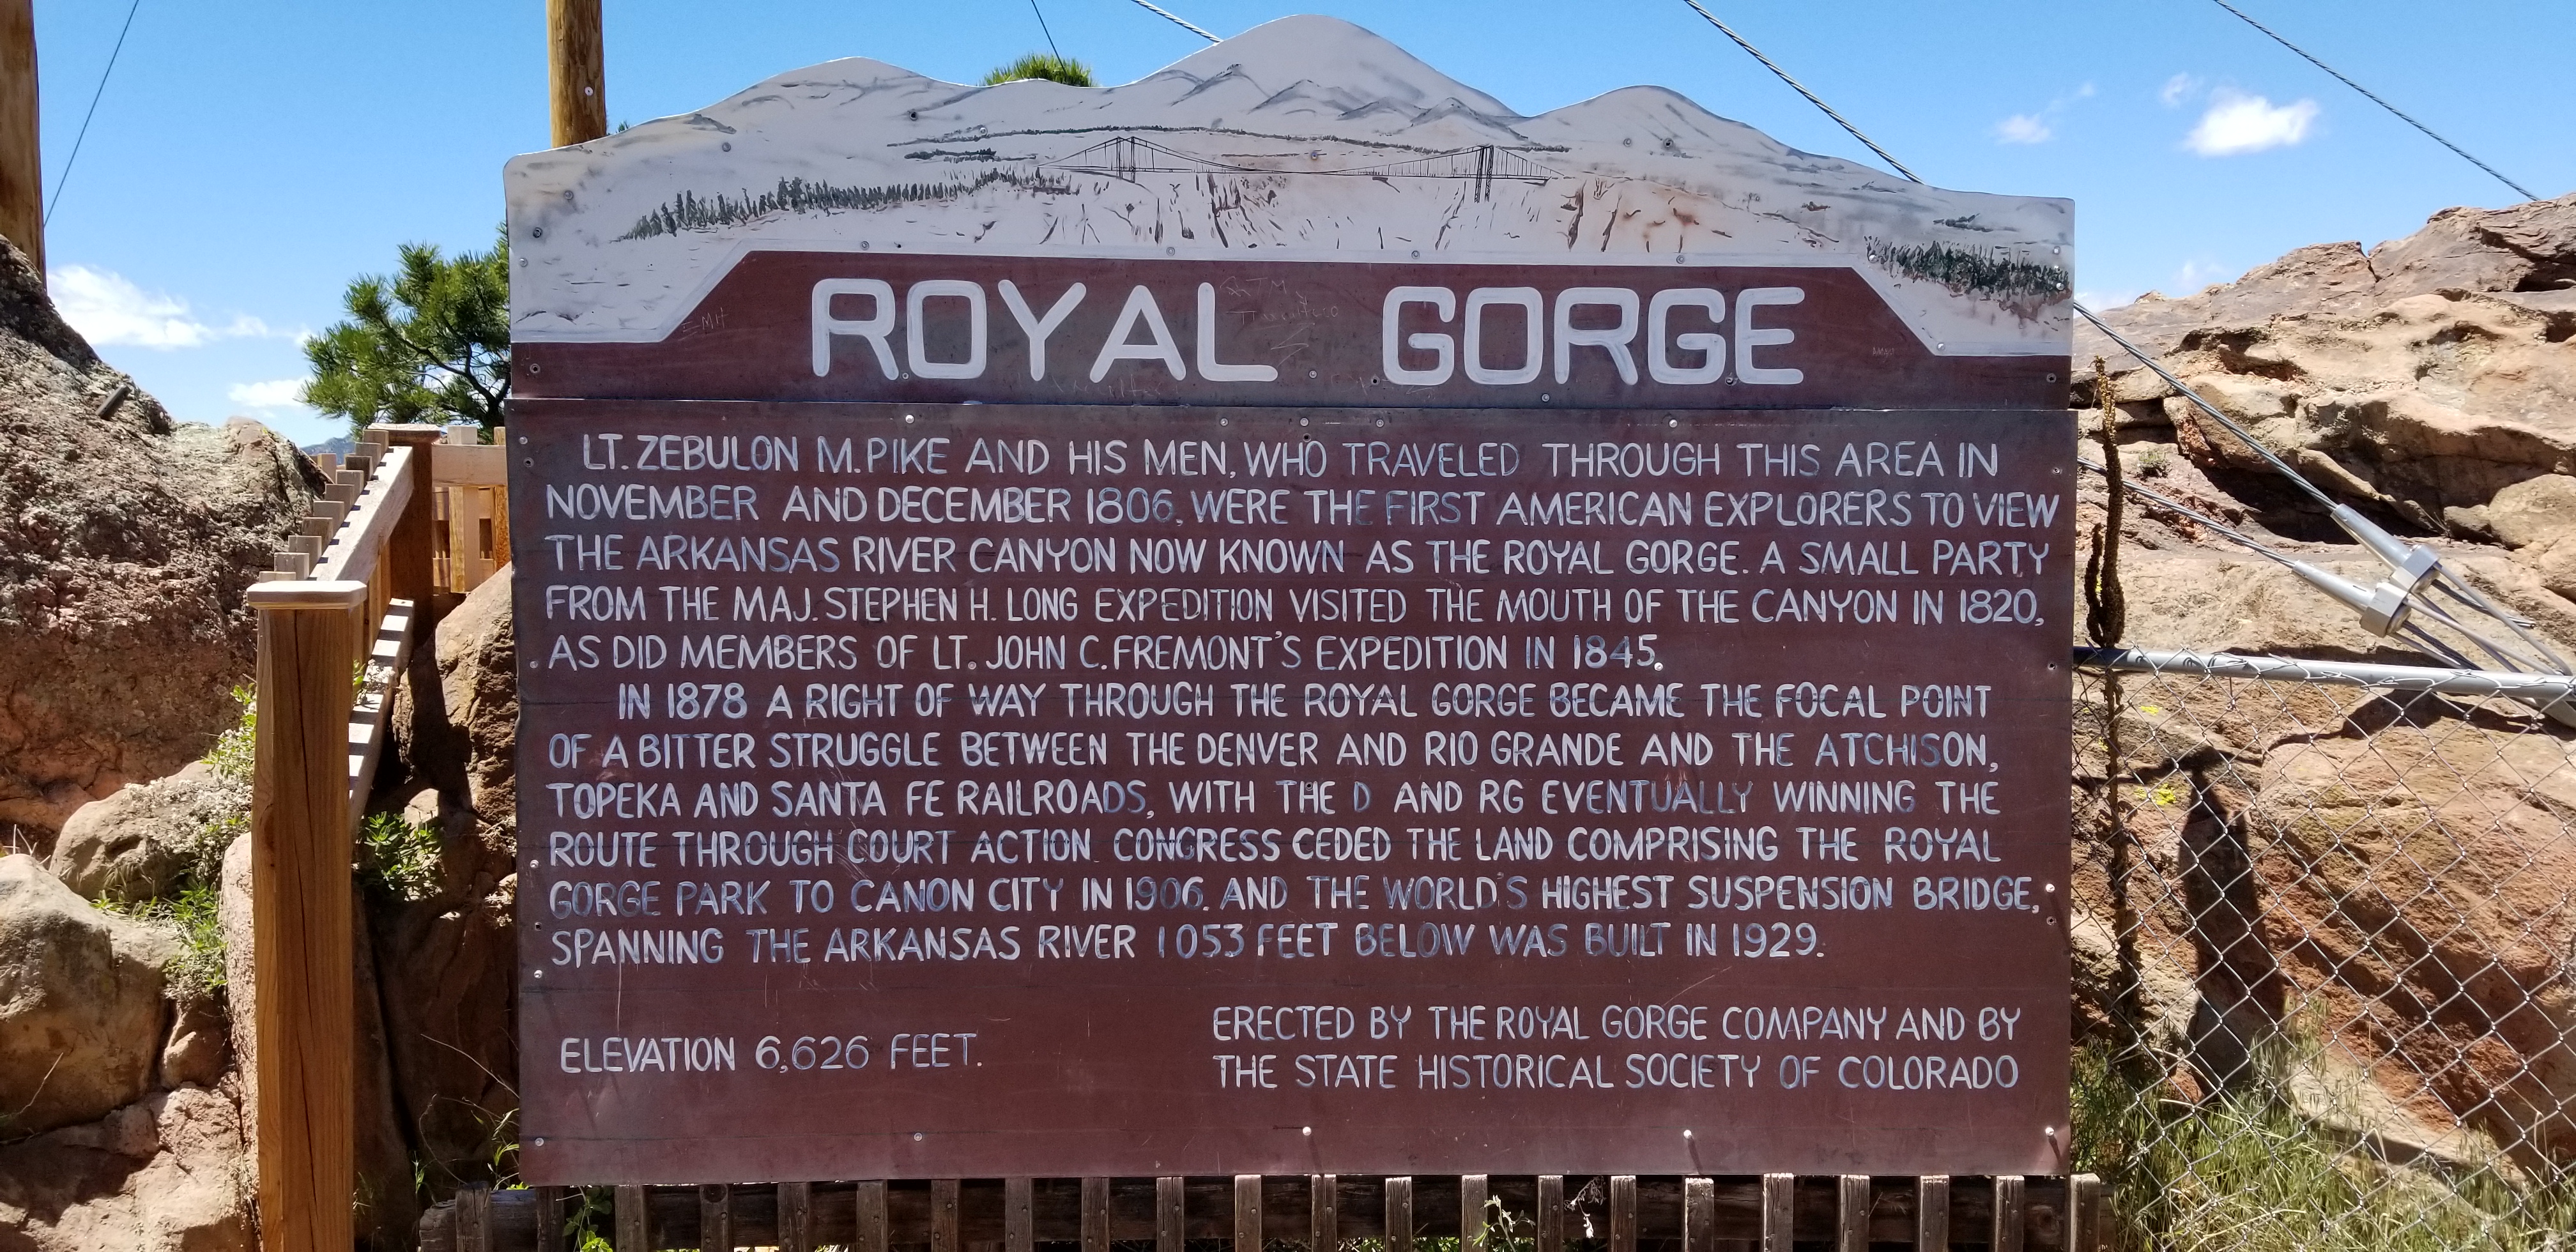 ROYAL GORGE
LT. ZEBULON M. PIKE AND HIS MEN, WHO TRAVELED THROUGH THIS AREA IN
NOVEMBER AND DECEMBER 1806, WERE THE FIRST AMERICAN EXPLORERS TO VIEW
THE ARKANSAS RIVER CANYON NOW KNOWN AS THE ROYAL GORGE. A SMALL PARTY
FROM THE MAJ. STEPHEN H. LONG EXPEDITION VISITED THE MOUTH OF THE CANYON IN 1820,
AS DID MEMBERS OF LT. JOHN C. FREMONT'S EXPEDITION IN 1845.
IN 1878 A RIGHT OF WAY THROUGH THE ROYAL GORGE BECAME THE FOCAL POINT
OF A BITTER STRUGGLE BETWEEN THE DENVER AND RIO GRANDE AND THE ATCHISON,
TOPEKA AND SANTA FE RAILROADS, WITH THE D AND RG EVENTUALLY WINNING THE
ROUTE THROUGH COURT ACTION CONGRESS CEDED THE LAND COMPRISING THE ROYAL
GORGE PARK TO CANON CITY IN 1906. AND THE WORLD'S HIGHEST SUSPENSION BRIDGE,
SPANNING THE ARKANSAS RIVER 1053 FEET BELOW WAS BUILT IN 1929.
ELEVATION 6,626 FEET.
ERECTED BY THE ROYAL GORGE COMPANY AND BY
THE STATE HISTORICAL SOCIETY OF COLORADO
EMH